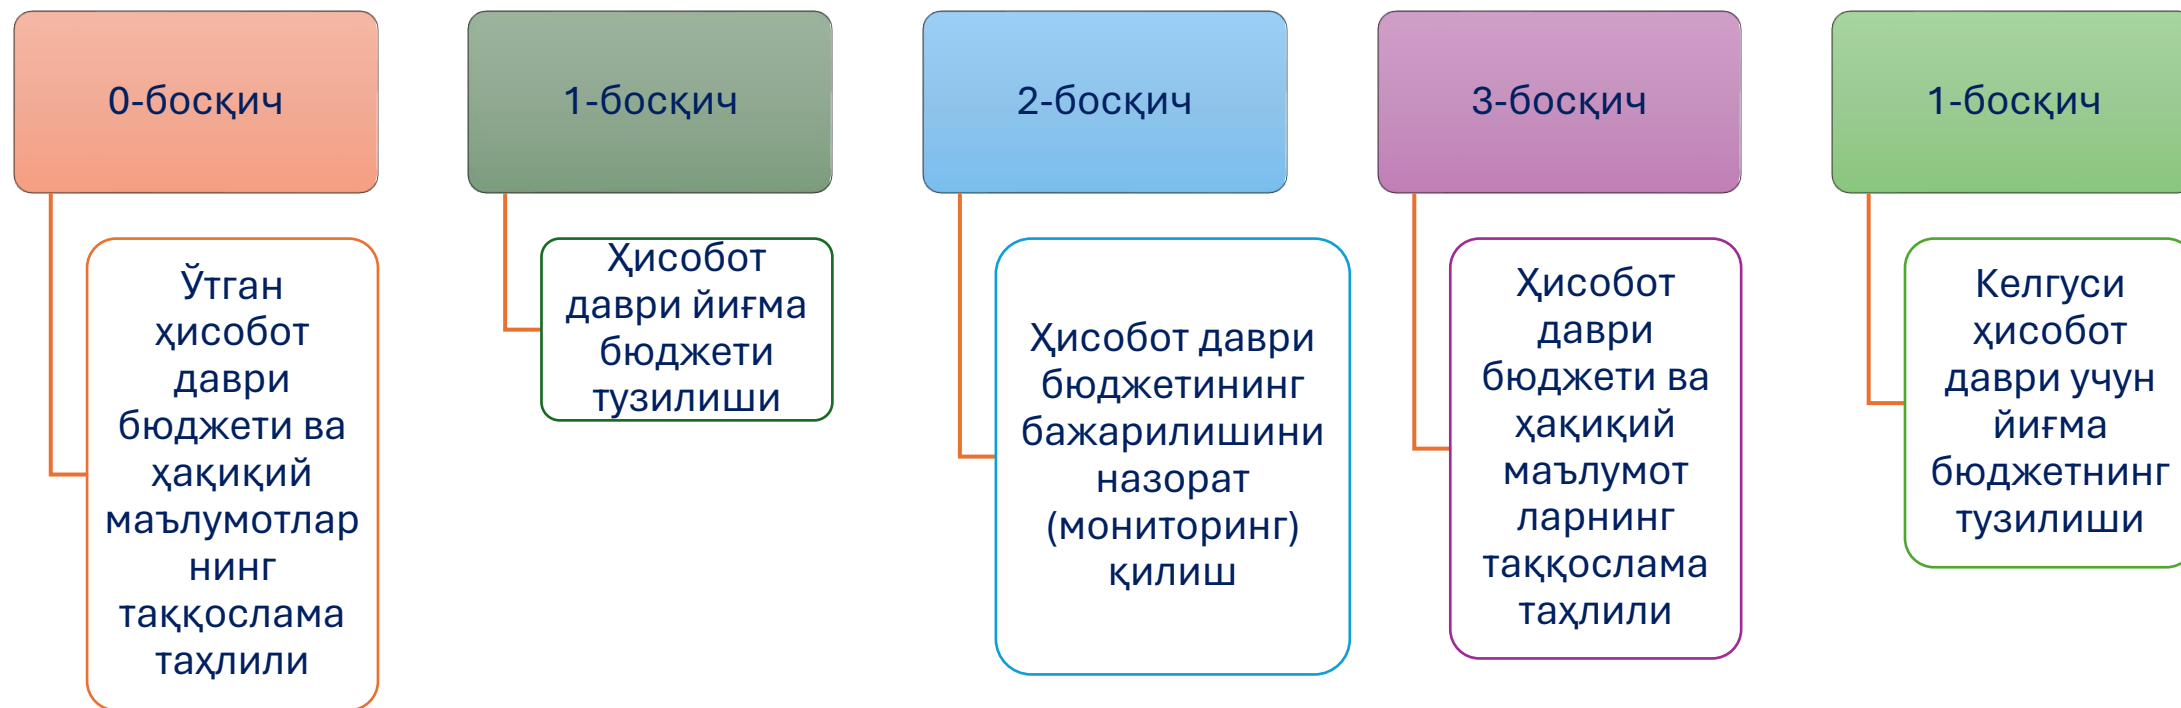 0-босқич
Ўтган
ҳисобот
даври
бюджети ва
ҳақиқий
маълумотлар
нинг
таққослама
таҳлили
1-босқич
Ҳисобот
даври йиғма
бюджети
тузилиши
2-босқич
Ҳисобот даври
бюджетининг
бажарилишини
назорат
(мониторинг)
қилиш
3-босқич
Ҳисобот
даври
бюджети ва
ҳақиқий
маълумот
ларнинг
таққослама
таҳлили
1-босқич
Келгуси
ҳисобот
даври учун
йиғма
бюджетнинг
тузилиши